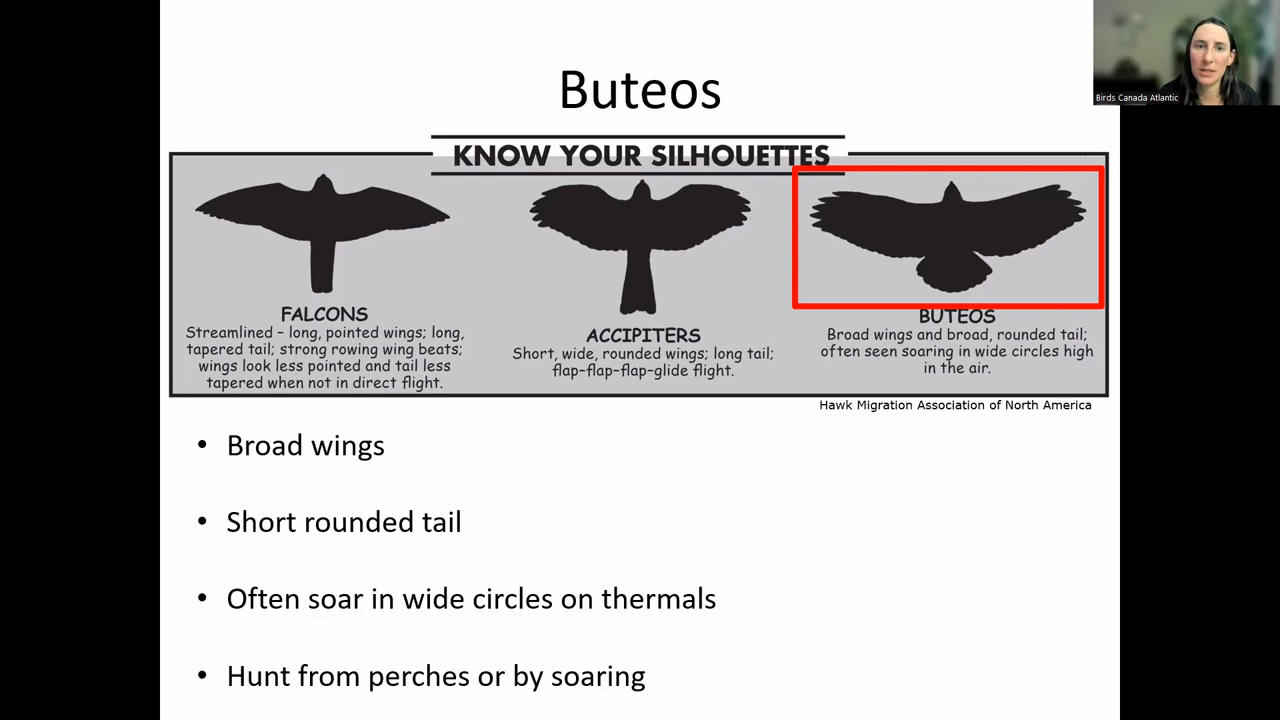 Buteos
Birds Canada Atlantic
KNOW YOUR SILHOUETTES
FALCONS
Streamlined – long, pointed wings; long,
tapered tail; strong rowing wing beats;
wings look less pointed and tail less
tapered when not in direct flight.
ACCIPITERS
Short, wide, rounded wings; long tail;
flap–flap–flap–glide flight.
BUTEOS
Broad wings and broad, rounded tail;
often seen soaring in wide circles high
in the air.
Hawk Migration Association of North America
• Broad wings
• Short rounded tail
• Often soar in wide circles on thermals
• Hunt from perches or by soaring